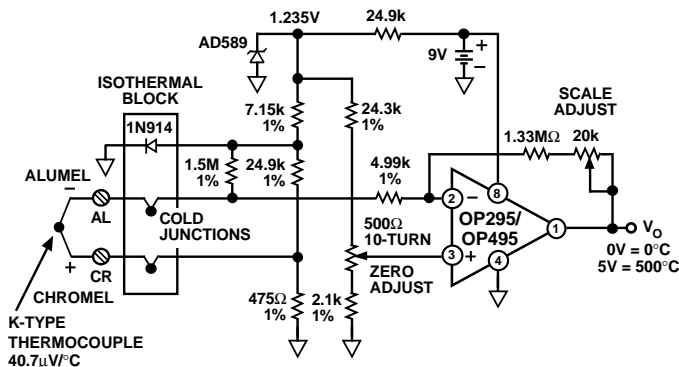 1.235V
24.9k
AD589
9V
+
−
ISOTHERMAL
BLOCK
SCALE
ADJUST
7.15k
1%
24.3k
1%
1N914
1.33MΩ
20k
1.5M
1%
24.9k
1%
4.99k
1%
ALUMEL
−
AL
COLD
JUNCTIONS
2
−
8
OP295/
OP495
1
VO
0V = 0°C
5V = 500°C
500Ω
10-TURN
3
+
4
ZERO
ADJUST
+
CR
CHROMEL
475Ω
1%
2.1k
1%
K-TYPE
THERMOCOUPLE
40.7μV/°C